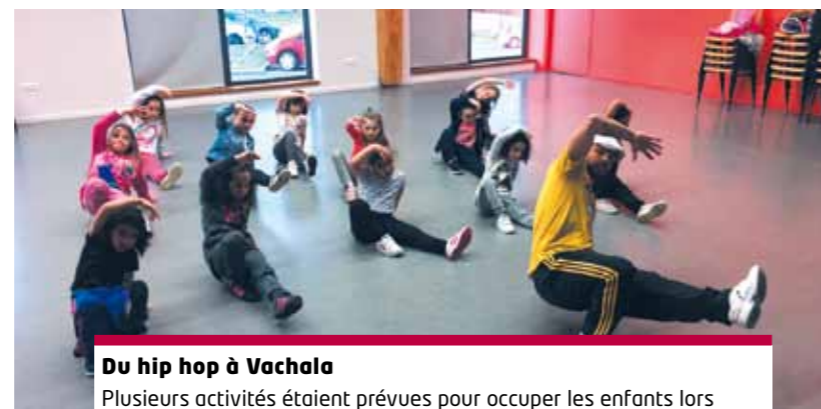 Du hip hop à Vachala
Plusieurs activités étaient prévues pour occuper les enfants lors